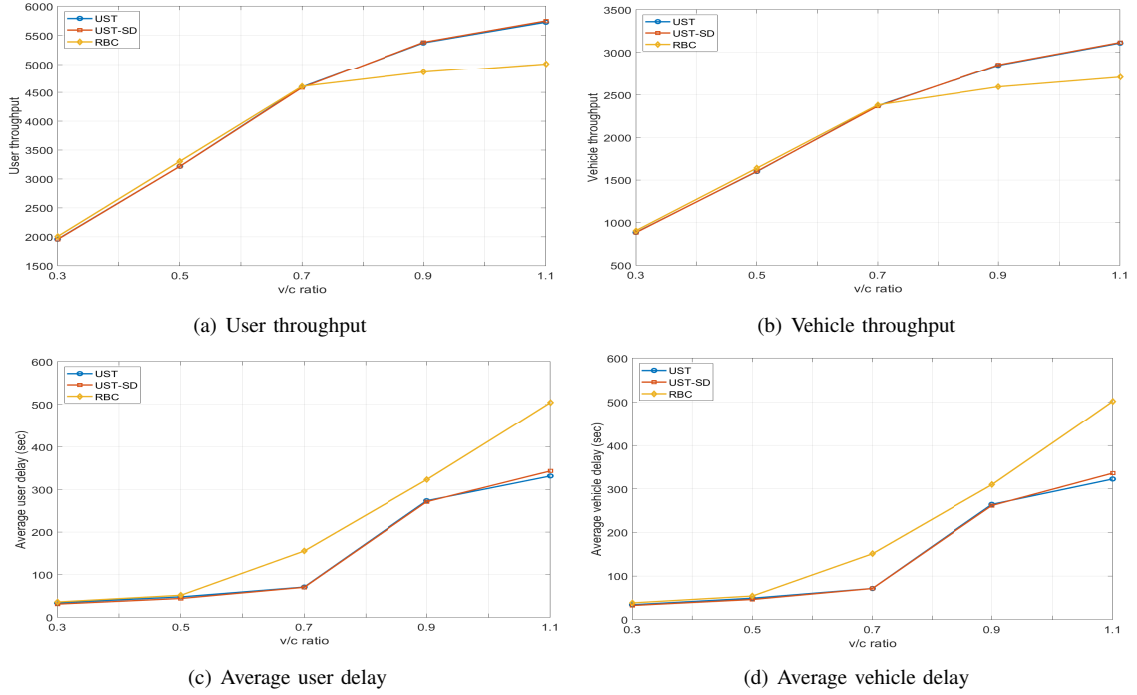 6000
5500
5000
4500
4000
3500
3000
2500
2000
1500
User throughput
UST
UST-SD
RBC
0.3 0.5 0.7 0.9 1.1
v/c ratio
(a) User throughput
3500
3000
2500
2000
1500
1000
500
Vehicle throughput
UST
UST-SD
RBC
0.3 0.5 0.7 0.9 1.1
v/c ratio
(b) Vehicle throughput
600
500
400
300
200
100
0
Average user delay (sec)
UST
UST-SD
RBC
0.3 0.5 0.7 0.9 1.1
v/c ratio
(c) Average user delay
600
500
400
300
200
100
0
Average vehicle delay (sec)
UST
UST-SD
RBC
0.3 0.5 0.7 0.9 1.1
v/c ratio
(d) Average vehicle delay